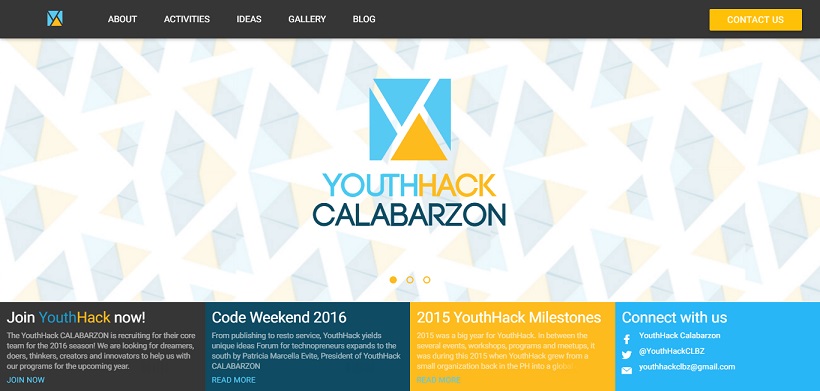 ABOUT ACTIVITIES IDEAS GALLERY BLOG CONTACT US
YOUTHHACK
CALABARZON
Join YouthHack now!
The YouthHack CALABARZON is recruiting for their core
team for the 2016 season! We are looking for dreamers,
doers, thinkers, creators and innovators to help us with
our programs for the upcoming year.
JOIN NOW
Code Weekend 2016
From publishing to resto service, YouthHack yields
unique ideas Forum for technopreneurs expands to the
south by Patricia Marcella Evite, President of YouthHack
CALABARZON
READ MORE
2015 YouthHack Milestones
2015 was a big year for YouthHack. In between the
several events, workshops, programs and meetups, it
was during this 2015 when YouthHack grew from a
small organization back in the PH into a globa
READ MORE
Connect with us
YouthHack Calabarzon
@YouthHackCLBZ
youthhackclbz@gmail.com